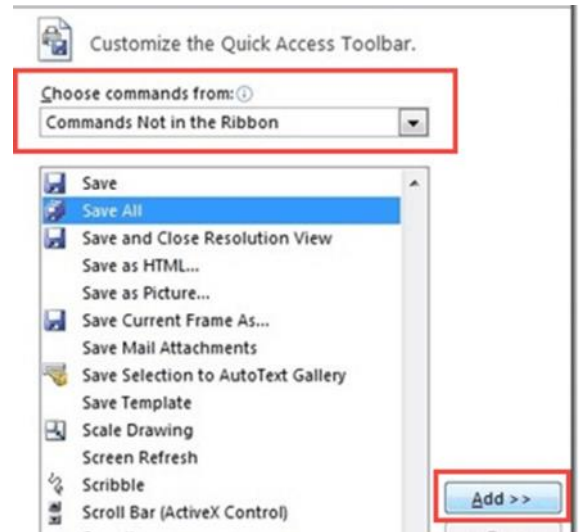 Customize the Quick Access Toolbar.
Choose commands from:
Commands Not in the Ribbon
Save
Save All
Save and Close Resolution View
Save as HTML...
Save as Picture...
Save Current Frame As...
Save Mail Attachments
Save Selection to AutoText Gallery
Save Template
Scale Drawing
Screen Refresh
Scribble
Add >>
Scroll Bar (ActiveX Control)